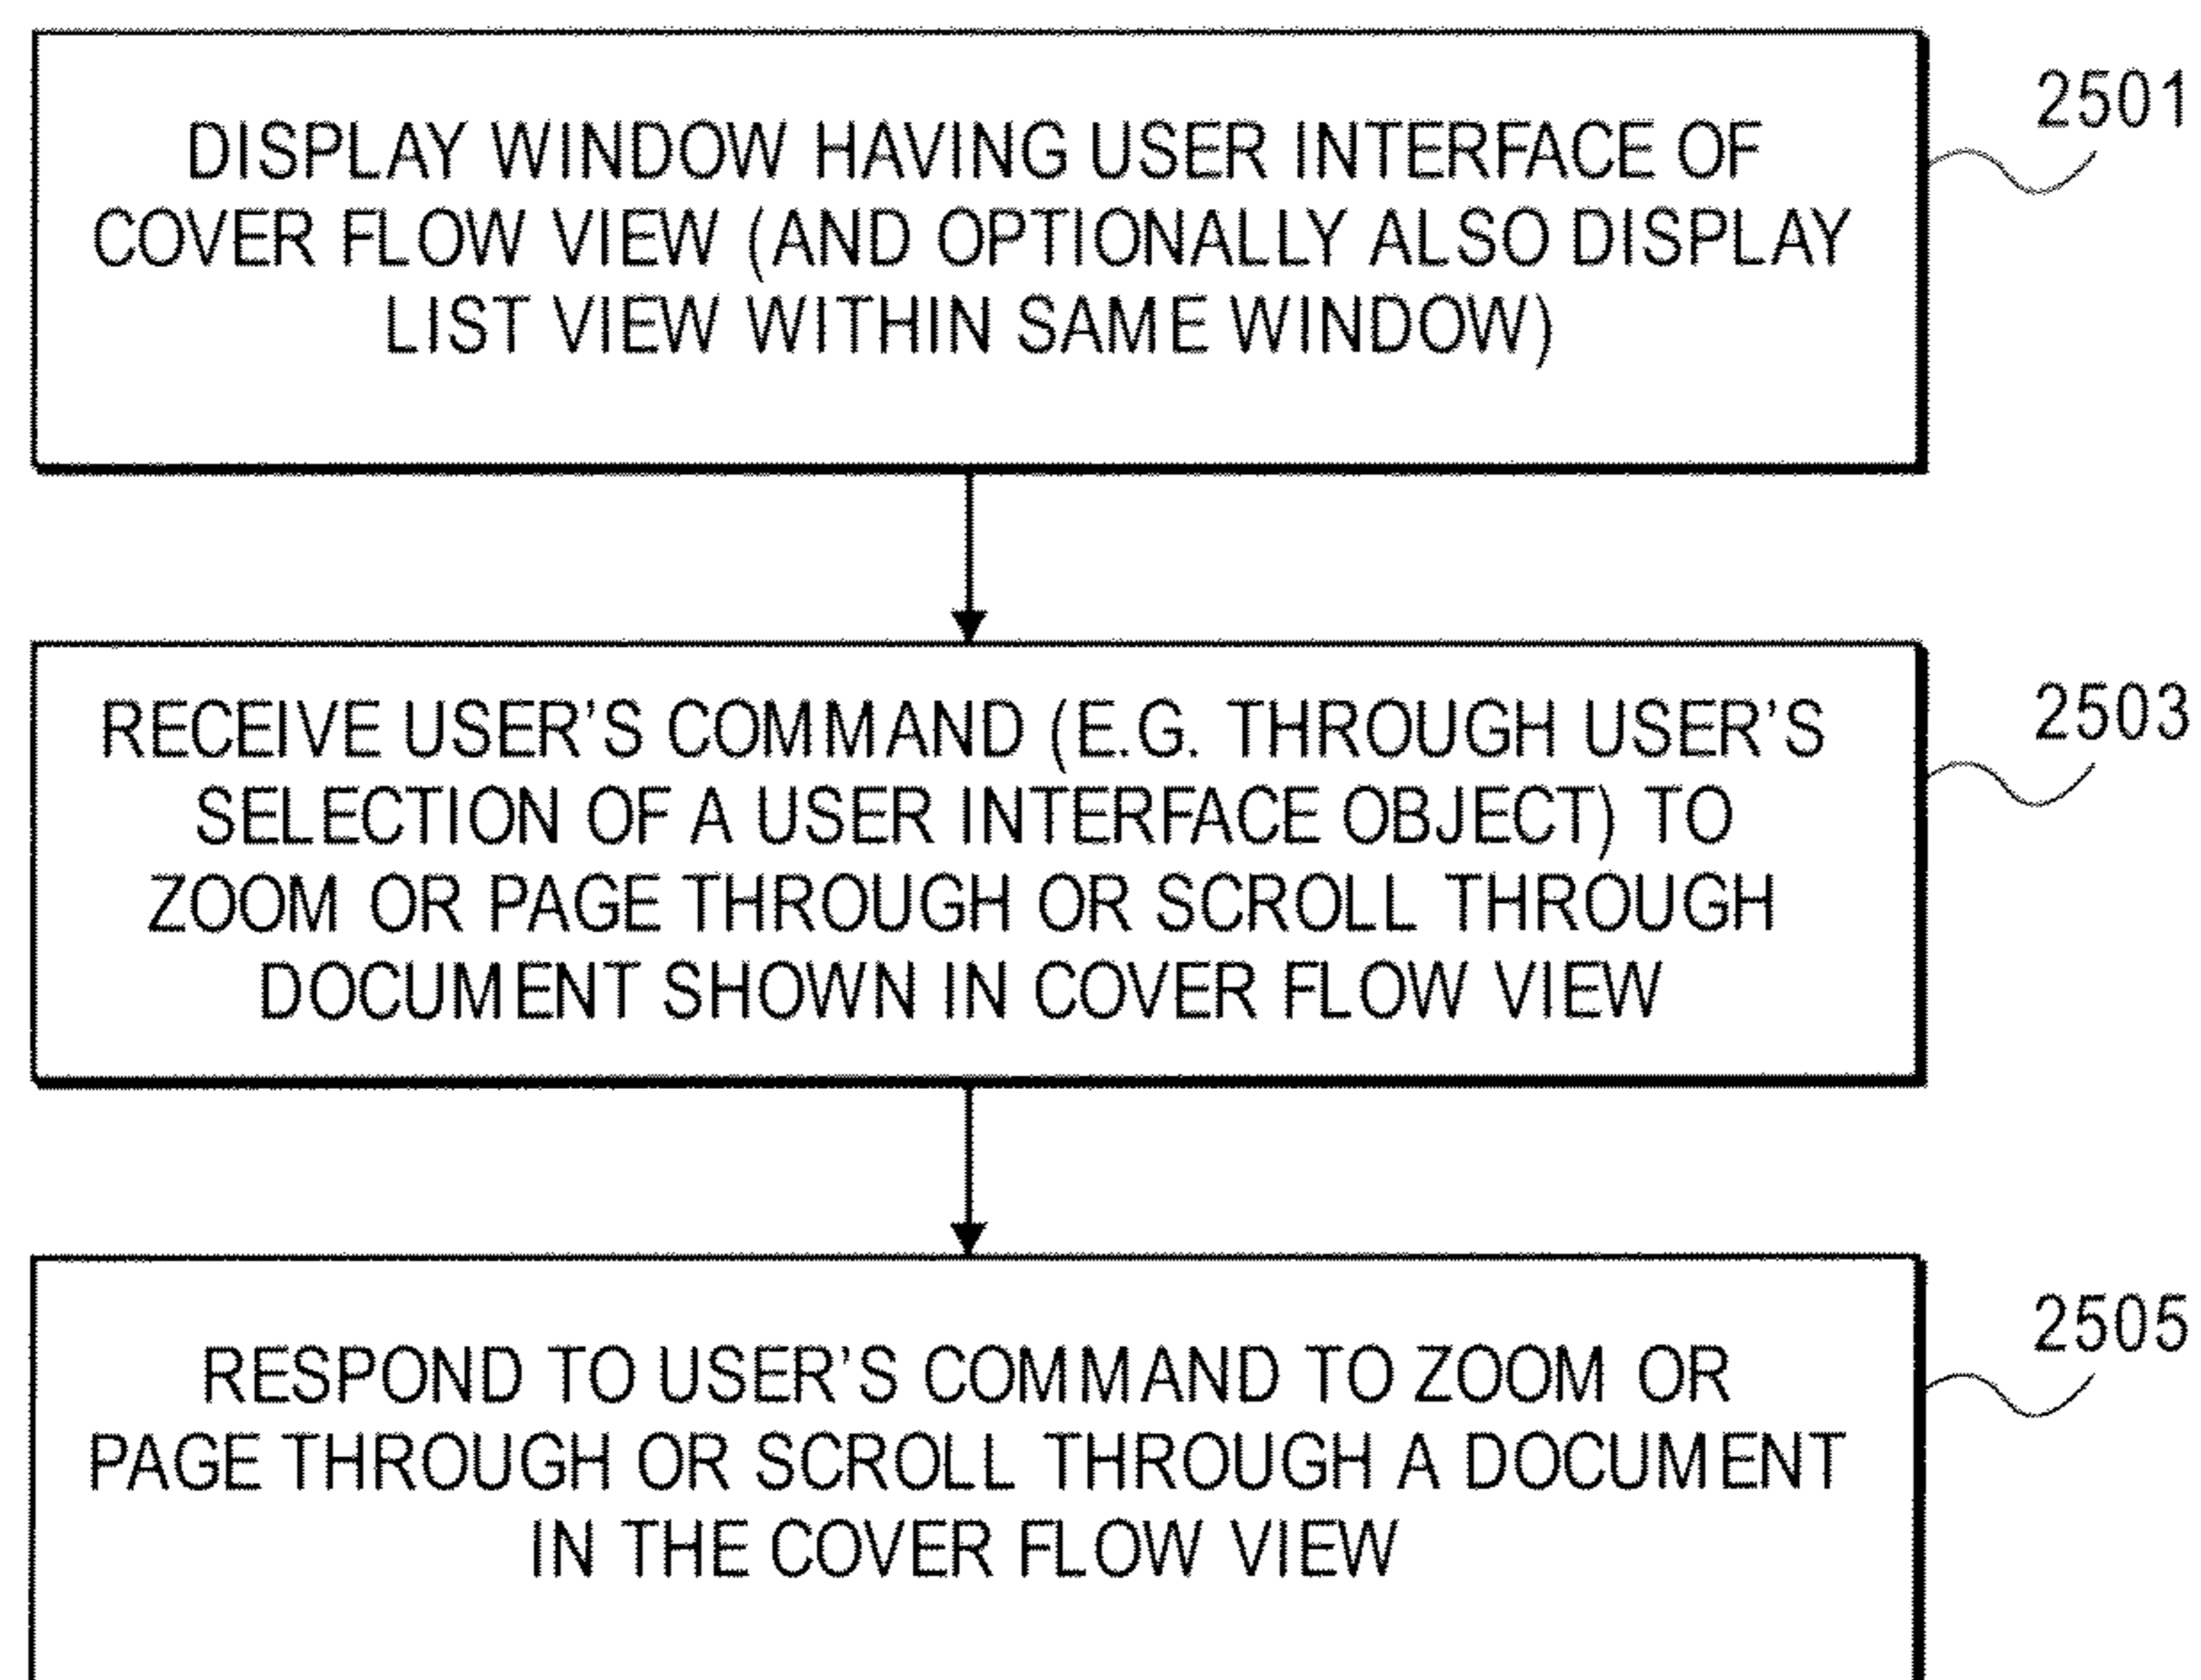 DISPLAY WINDOW HAVING USER INTERFACE OF
COVER FLOW VIEW (AND OPTIONALLY ALSO DISPLAY
LIST VIEW WITHIN SAME WINDOW)
2501
RECEIVE USER'S COMMAND (E.G. THROUGH USER'S
SELECTION OF A USER INTERFACE OBJECT) TO
ZOOM OR PAGE THROUGH OR SCROLL THROUGH
DOCUMENT SHOWN IN COVER FLOW VIEW
2503
RESPOND TO USER'S COMMAND TO ZOOM OR
PAGE THROUGH OR SCROLL THROUGH A DOCUMENT
IN THE COVER FLOW VIEW
2505